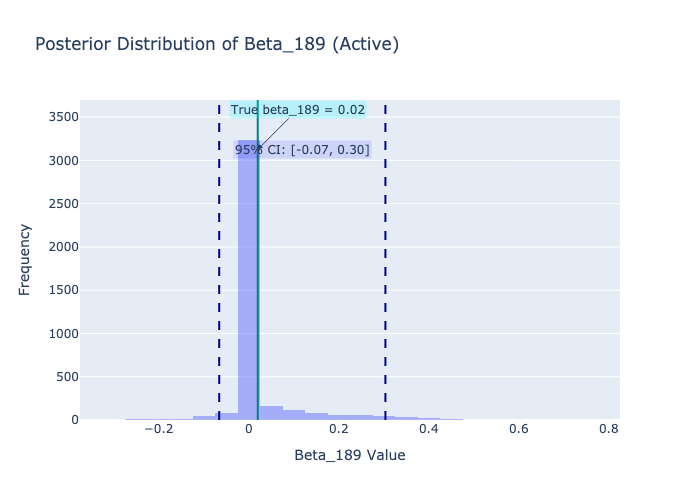 Posterior Distribution of Beta_189 (Active)
True beta_189 = 0.02
95% CI: [-0.07, 0.30]
3500
3000
2500
2000
1500
1000
500
0
Frequency
−0.2
0
0.2
0.4
0.6
0.8
Beta_189 Value